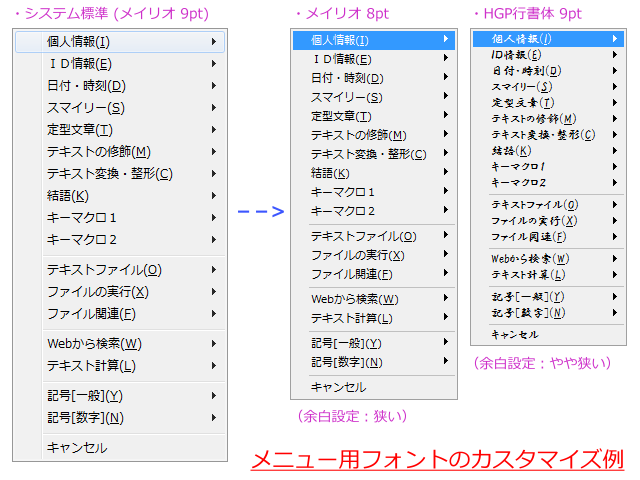 ・システム標準 (メイリオ 9pt)
個人情報(I)
ＩＤ情報(E)
日付・時刻(D)
スマイリー(S)
定型文章(T)
テキストの修飾(M)
テキスト変換・整形(C)
結語(K)
キーマクロ１
キーマクロ２
テキストファイル(O)
ファイルの実行(X)
ファイル関連(F)
Webから検索(W)
テキスト計算(L)
記号[一般](Y)
記号[数字](N)
キャンセル
-->
・メイリオ 8pt
個人情報(I)
ＩＤ情報(E)
日付・時刻(D)
スマイリー(S)
定型文章(T)
テキストの修飾(M)
テキスト変換・整形(C)
結語(K)
キーマクロ１
キーマクロ２
テキストファイル(O)
ファイルの実行(X)
ファイル関連(F)
Webから検索(W)
テキスト計算(L)
記号[一般](Y)
記号[数字](N)
キャンセル
（余白設定：狭い）
・HGP行書体 9pt
個人情報(I)
ＩＤ情報(E)
日付・時刻(D)
スマイリー(S)
定型文章(T)
テキストの修飾(M)
テキスト変換・整形(C)
結語(K)
キーマクロ１
キーマクロ２
テキストファイル(O)
ファイルの実行(X)
ファイル関連(F)
Webから検索(W)
テキスト計算(L)
記号[一般](Y)
記号[数字](N)
キャンセル
（余白設定：やや狭い）
メニュー用フォントのカスタマイズ例